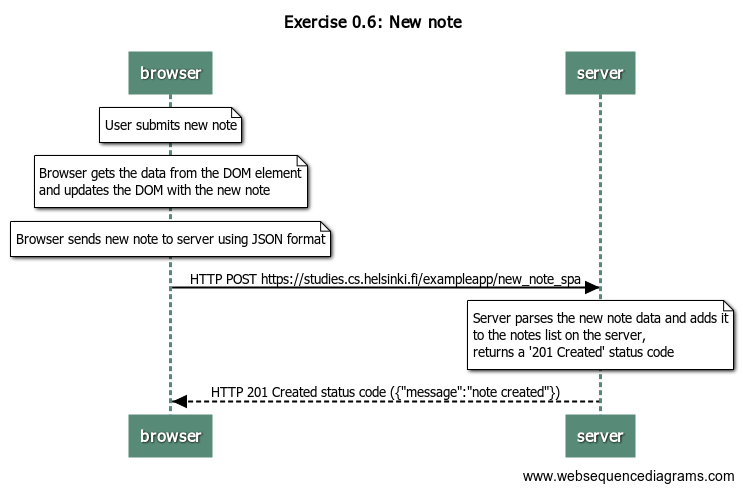 Exercise 0.6: New note
browser
server
User submits new note
Browser gets the data from the DOM element
and updates the DOM with the new note
Browser sends new note to server using JSON format
HTTP POST https://studies.cs.helsinki.fi/exampleapp/new_note_spa
Server parses the new note data and adds it
to the notes list on the server,
returns a '201 Created' status code
HTTP 201 Created status code ({"message":"note created"})
browser
server
www.websequencediagrams.com